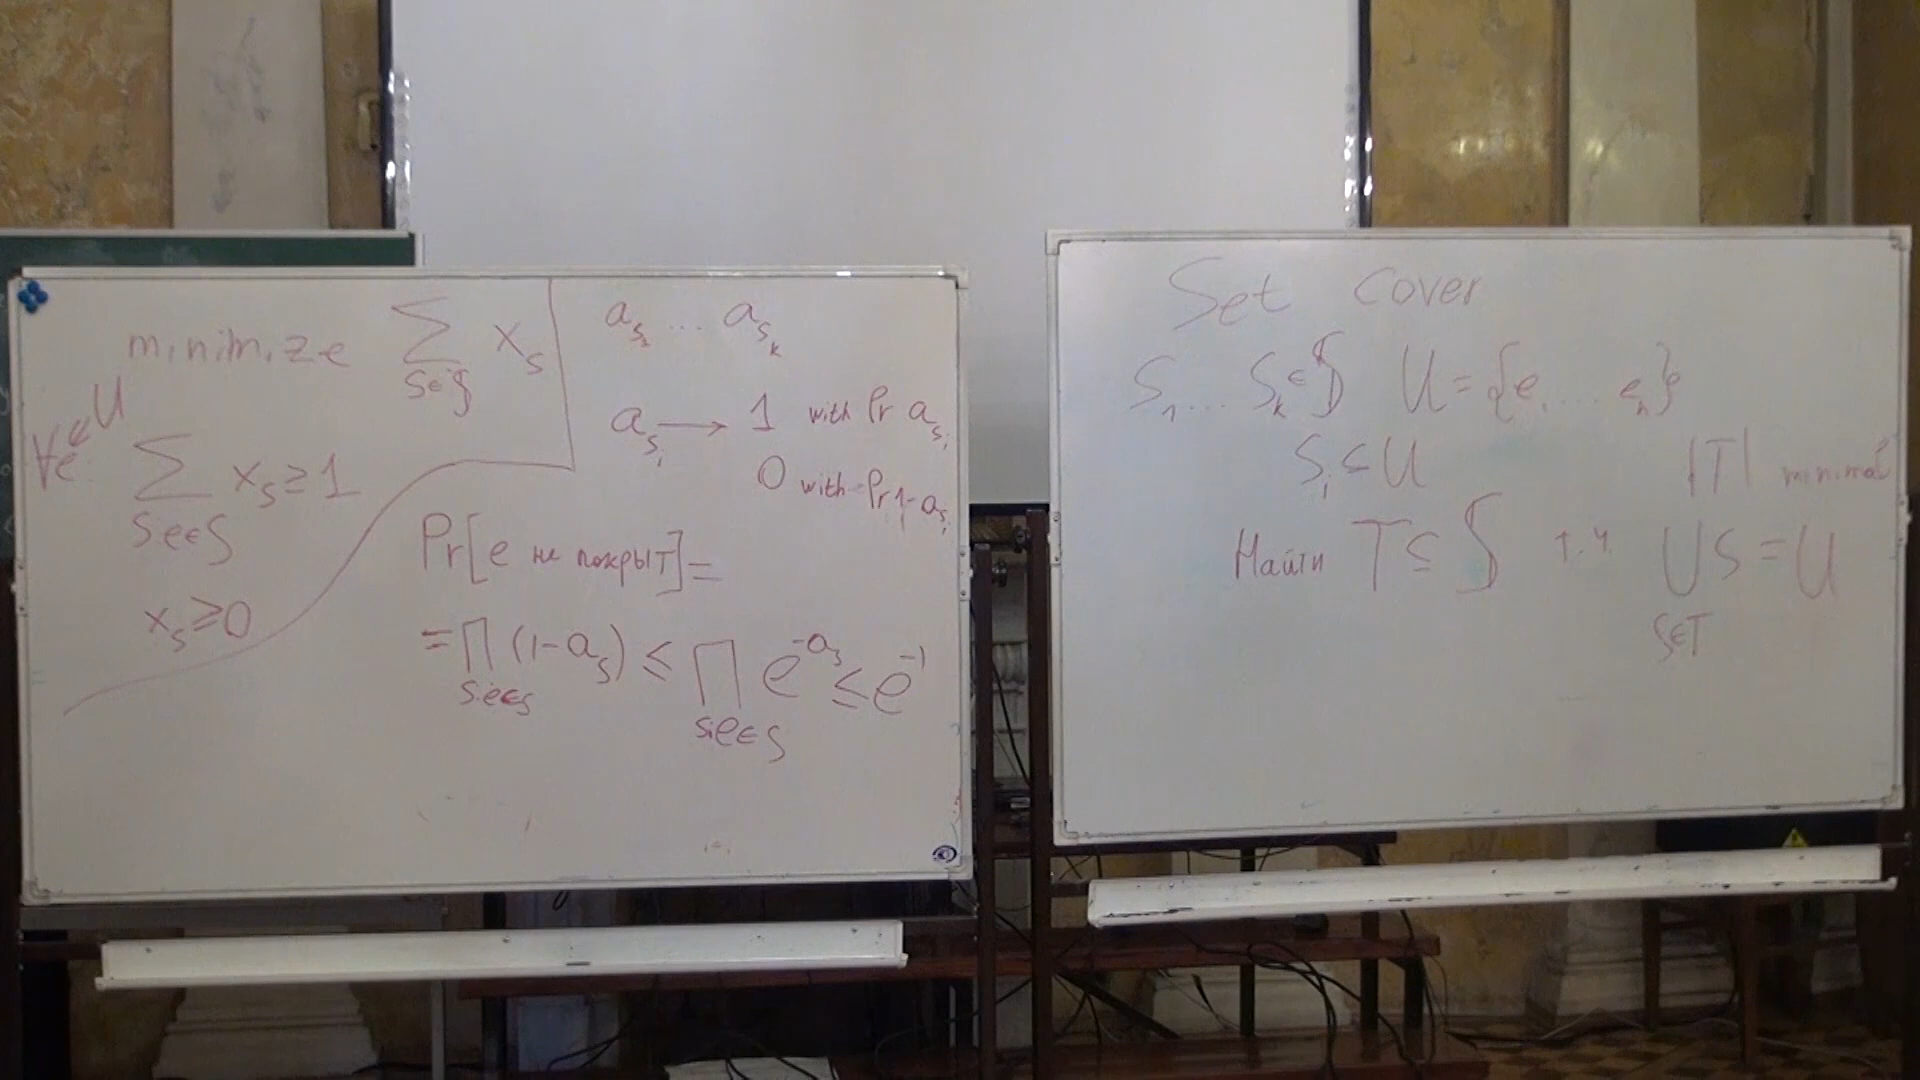 minimize ∑ x_S
S∈𝕊
∀e∈U:
∑ x_S ≥ 1
S:e∈S
x_S ≥ 0
a_{S_1} ... a_{S_k}
a_{S_i} → 1 with Pr a_{S_i}
0 with Pr 1-a_{S_i}
Pr[e не покрыт] =
= ∏ (1-a_S) ≤ ∏ e^{-a_S} ≤ e^{-1}
S:e∈S S:e∈S
Set cover
S_1 ... S_k ∈ 𝕊 U = {e_1 ... e_n}
S_i ⊆ U |T| minimal
Найти T ⊆ 𝕊 т.ч. ∪ S = U
S∈T